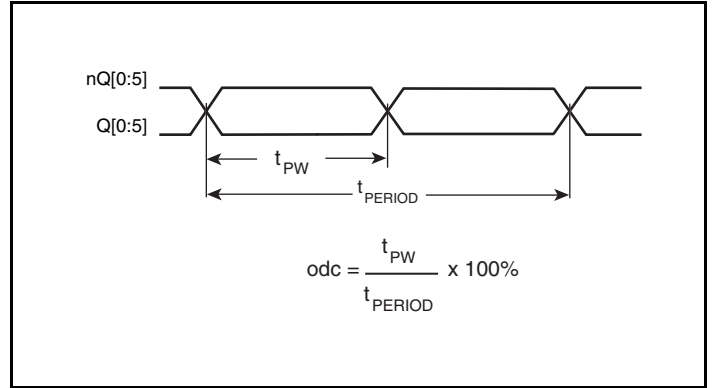 nQ[0:5]
Q[0:5]
tPW
tPERIOD
odc = tPW / tPERIOD x 100%